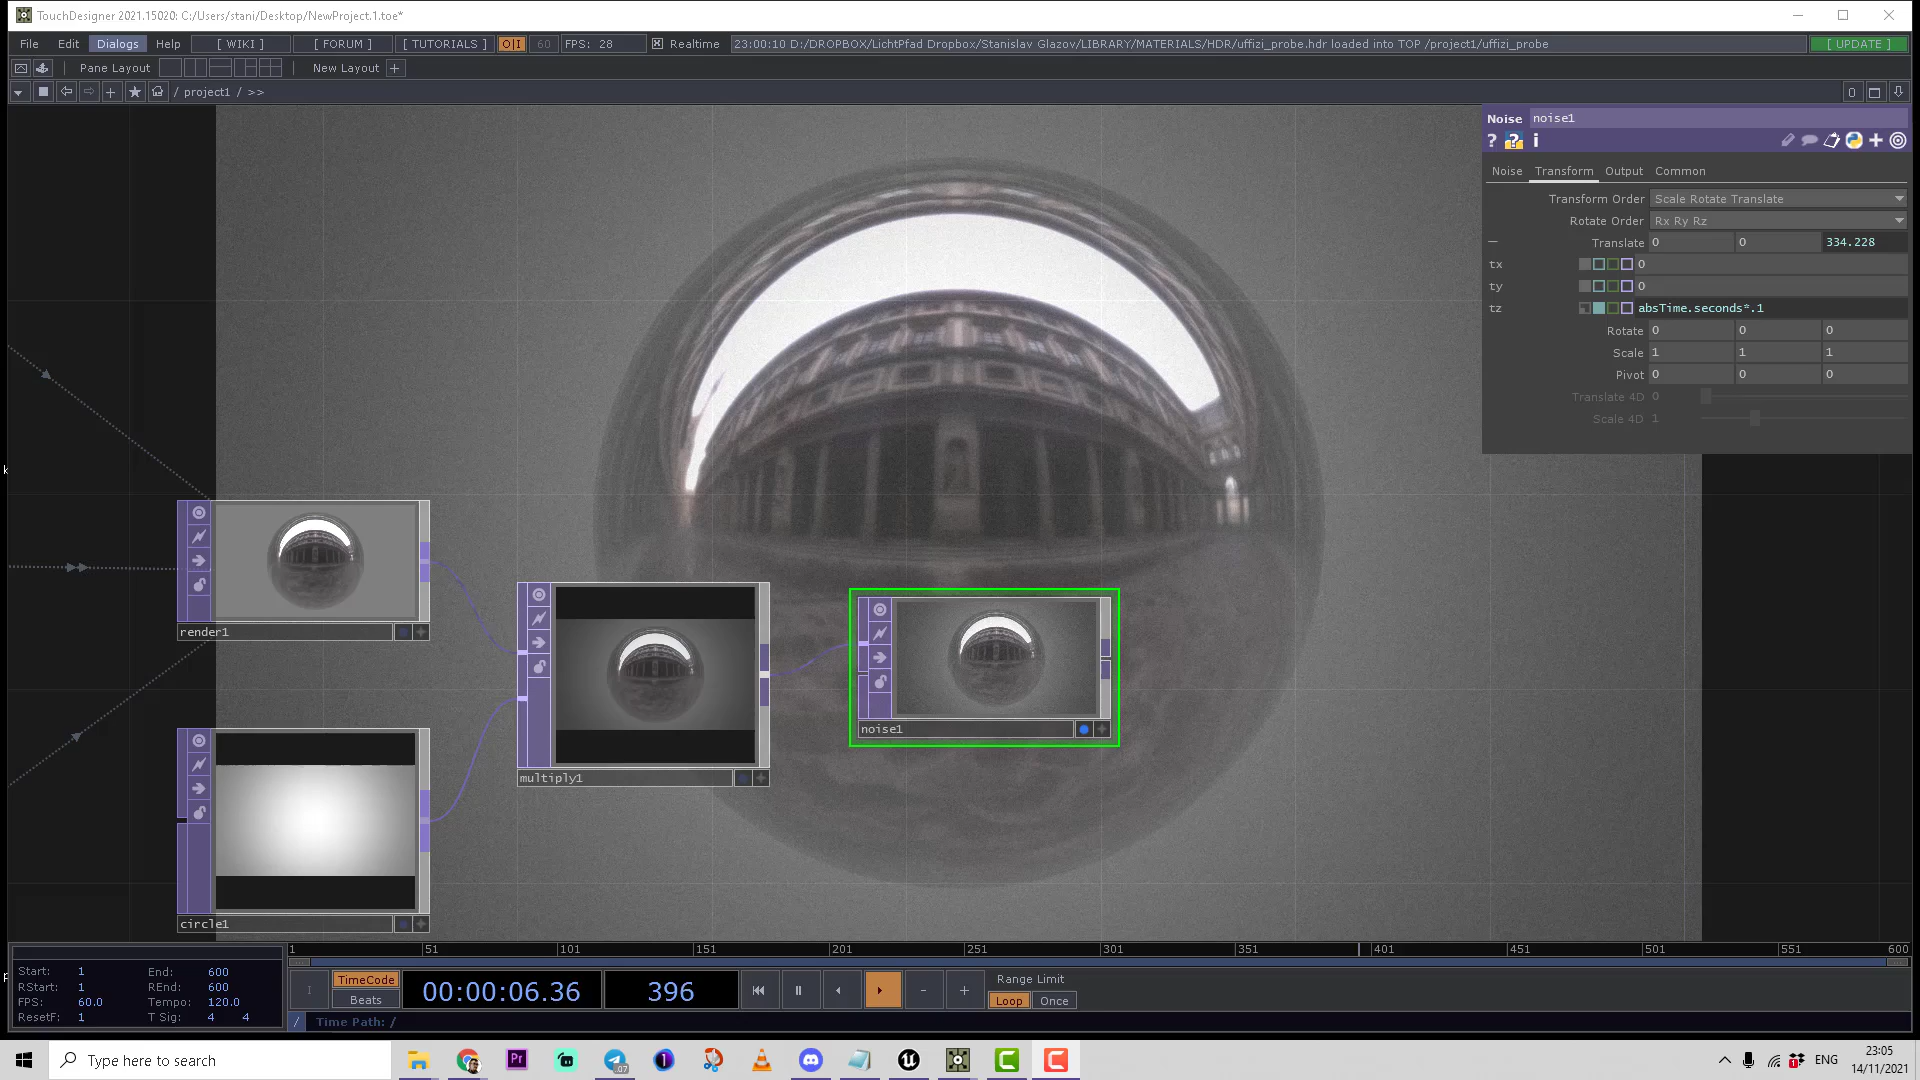 TouchDesigner 2021.15020: C:/Users/stani/Desktop/NewProject.1.toe*
File Edit Dialogs Help [ WIKI ] [ FORUM ] [ TUTORIALS ] O|I 60 FPS: 28 Realtime 23:00:10 D:/DROPBOX/LichtPfad Dropbox/Stanislav Glazov/LIBRARY/MATERIALS/HDR/uffizi_probe.hdr loaded into TOP /project1/uffizi_probe [ UPDATE ]
Pane Layout New Layout +
/ project1 / >> 0
Noise noise1
? ? i
Noise Transform Output Common
Transform Order Scale Rotate Translate
Rotate Order Rx Ry Rz
Translate 0 0 334.228
tx 0
ty 0
tz absTime.seconds*.1
Rotate 0 0 0
Scale 1 1 1
Pivot 0 0 0
Translate 4D 0
Scale 4D 1
render1
noise1
multiply1
circle1
1 51 101 151 201 251 301 351 401 451 501 551 600
Start: 1 End: 600
RStart: 1 REnd: 600
FPS: 60.0 Tempo: 120.0
ResetF: 1 T Sig: 4 4
TimeCode
Beats
00:00:06.36
396
Range Limit
Loop Once
/ Time Path: /
Type here to search
Pr
.07
ENG
23:05
14/11/2021